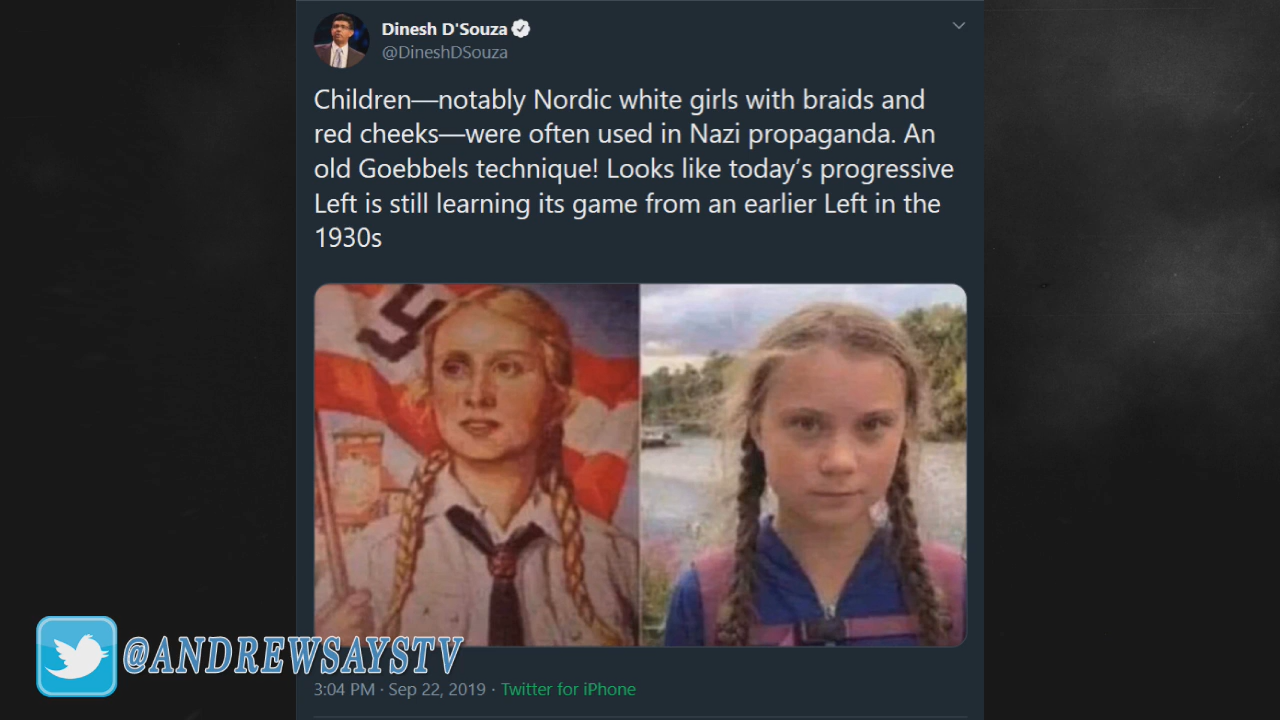 Dinesh D'Souza
@DineshDSouza
Children—notably Nordic white girls with braids and
red cheeks—were often used in Nazi propaganda. An
old Goebbels technique! Looks like today’s progressive
Left is still learning its game from an earlier Left in the
1930s
@ANDREWSAYSTV
3:04 PM · Sep 22, 2019 · Twitter for iPhone